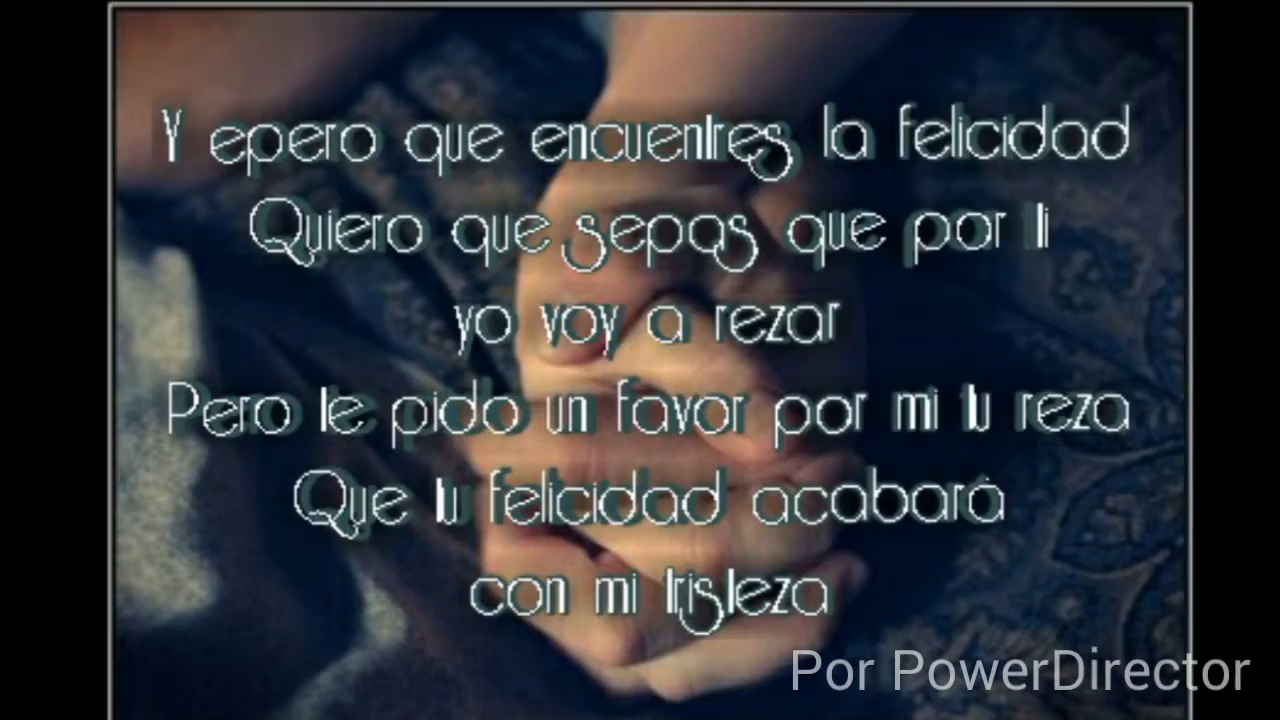 Y epero que encuentres la felicidad
Quiero que sepas que por ti
yo voy a rezar
Pero te pido un favor por mi tu reza
Que tu felicidad acabará
con mi tristeza
Por PowerDirector